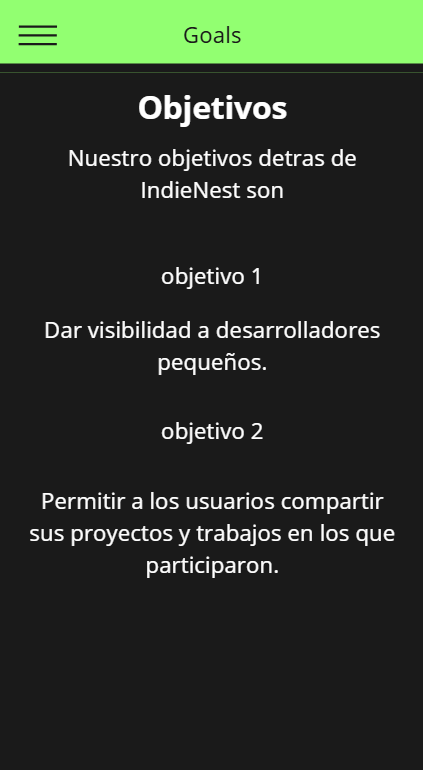 Goals
Objetivos
Nuestro objetivos detras de
IndieNest son
objetivo 1
Dar visibilidad a desarrolladores
pequeños.
objetivo 2
Permitir a los usuarios compartir
sus proyectos y trabajos en los que
participaron.